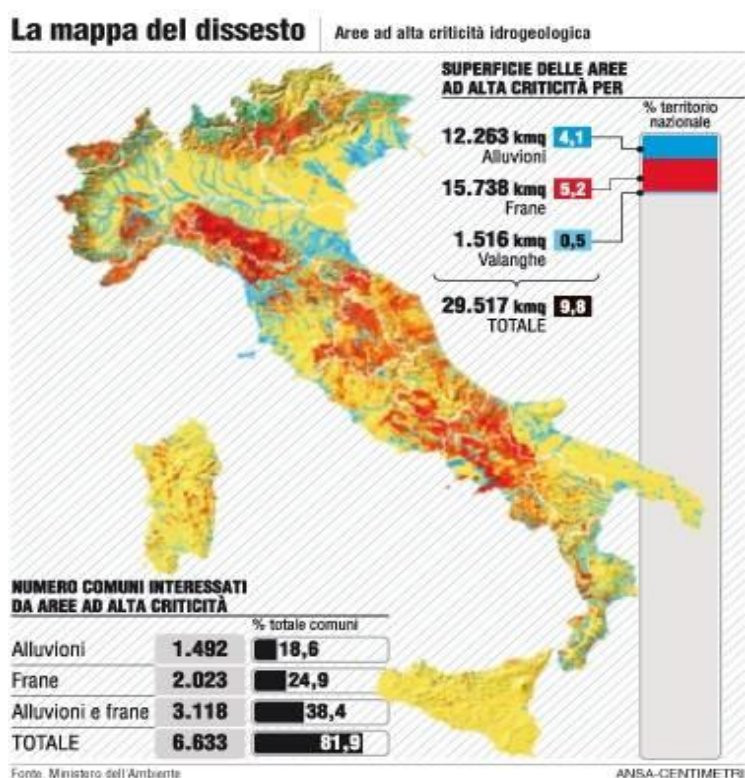 La mappa del dissesto
Aree ad alta criticità idrogeologica
SUPERFICIE DELLE AREE
AD ALTA CRITICITÀ PER
% territorio
nazionale
12.263 kmq 4,1
Alluvioni
15.738 kmq 5,2
Frane
1.516 kmq 0,5
Valanghe
29.517 kmq 9,8
TOTALE
NUMERO COMUNI INTERESSATI
DA AREE AD ALTA CRITICITÀ
% totale comuni
Alluvioni 1.492 18,6
Frane 2.023 24,9
Alluvioni e frane 3.118 38,4
TOTALE 6.633 81,9
Fonte: Ministero dell'Ambiente
ANSA-CENTIMETRI